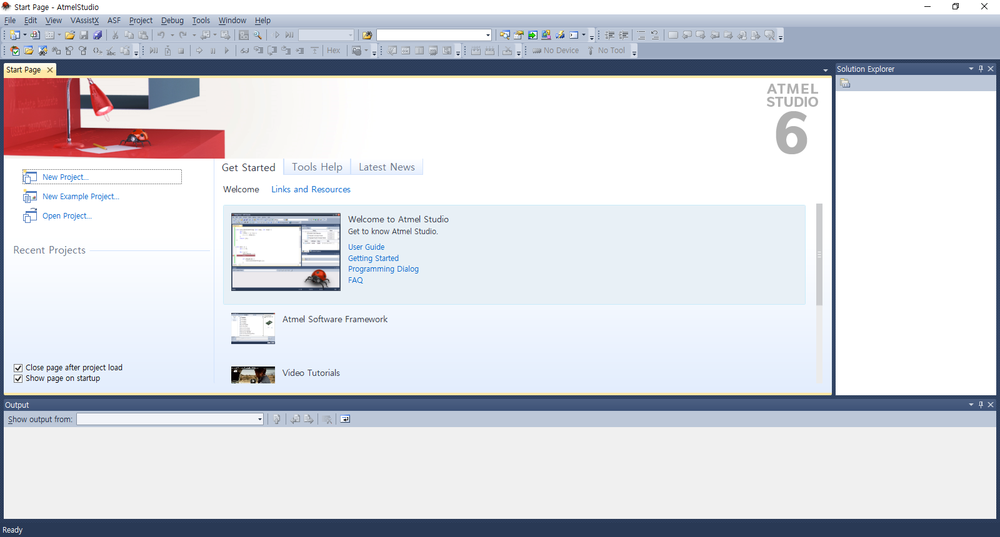 Start Page - AtmelStudio
File Edit View VAssistX ASF Project Debug Tools Window Help
Hex No Device No Tool
Start Page
Solution Explorer
ATMEL
STUDIO
6
New Project...
New Example Project...
Open Project...
Recent Projects
Close page after project load
Show page on startup
Get Started Tools Help Latest News
Welcome Links and Resources
Welcome to Atmel Studio
Get to know Atmel Studio.
User Guide
Getting Started
Programming Dialog
FAQ
Atmel Software Framework
Video Tutorials
Output
Show output from:
Ready